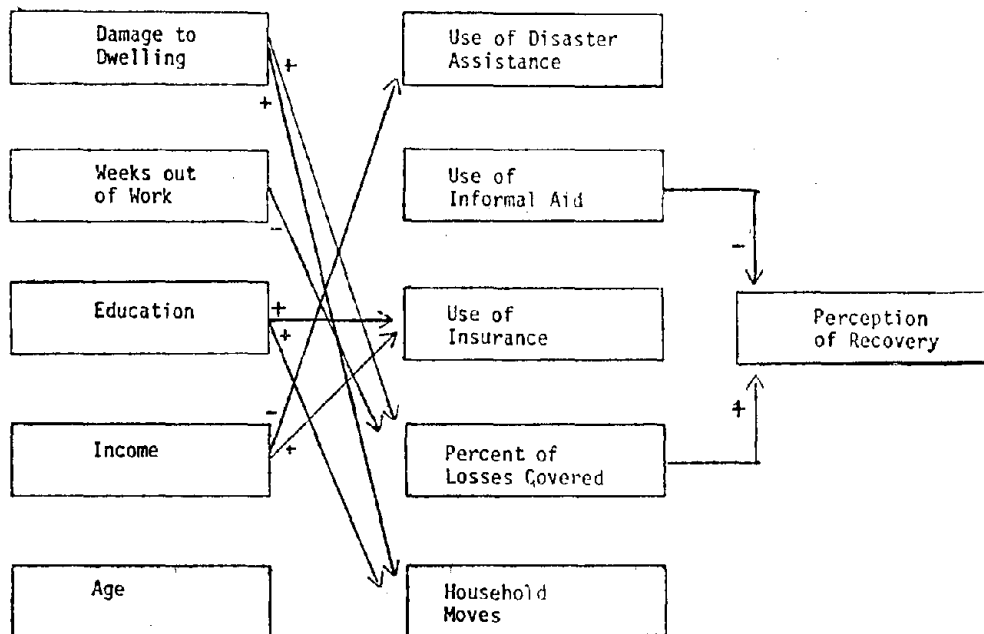 Damage to
Dwelling
+
+
Weeks out
of Work
-
Education
+
+
Income
-
+
Age
Use of Disaster
Assistance
Use of
Informal Aid
-
Use of
Insurance
Percent of
Losses Covered
+
Household
Moves
Perception
of Recovery